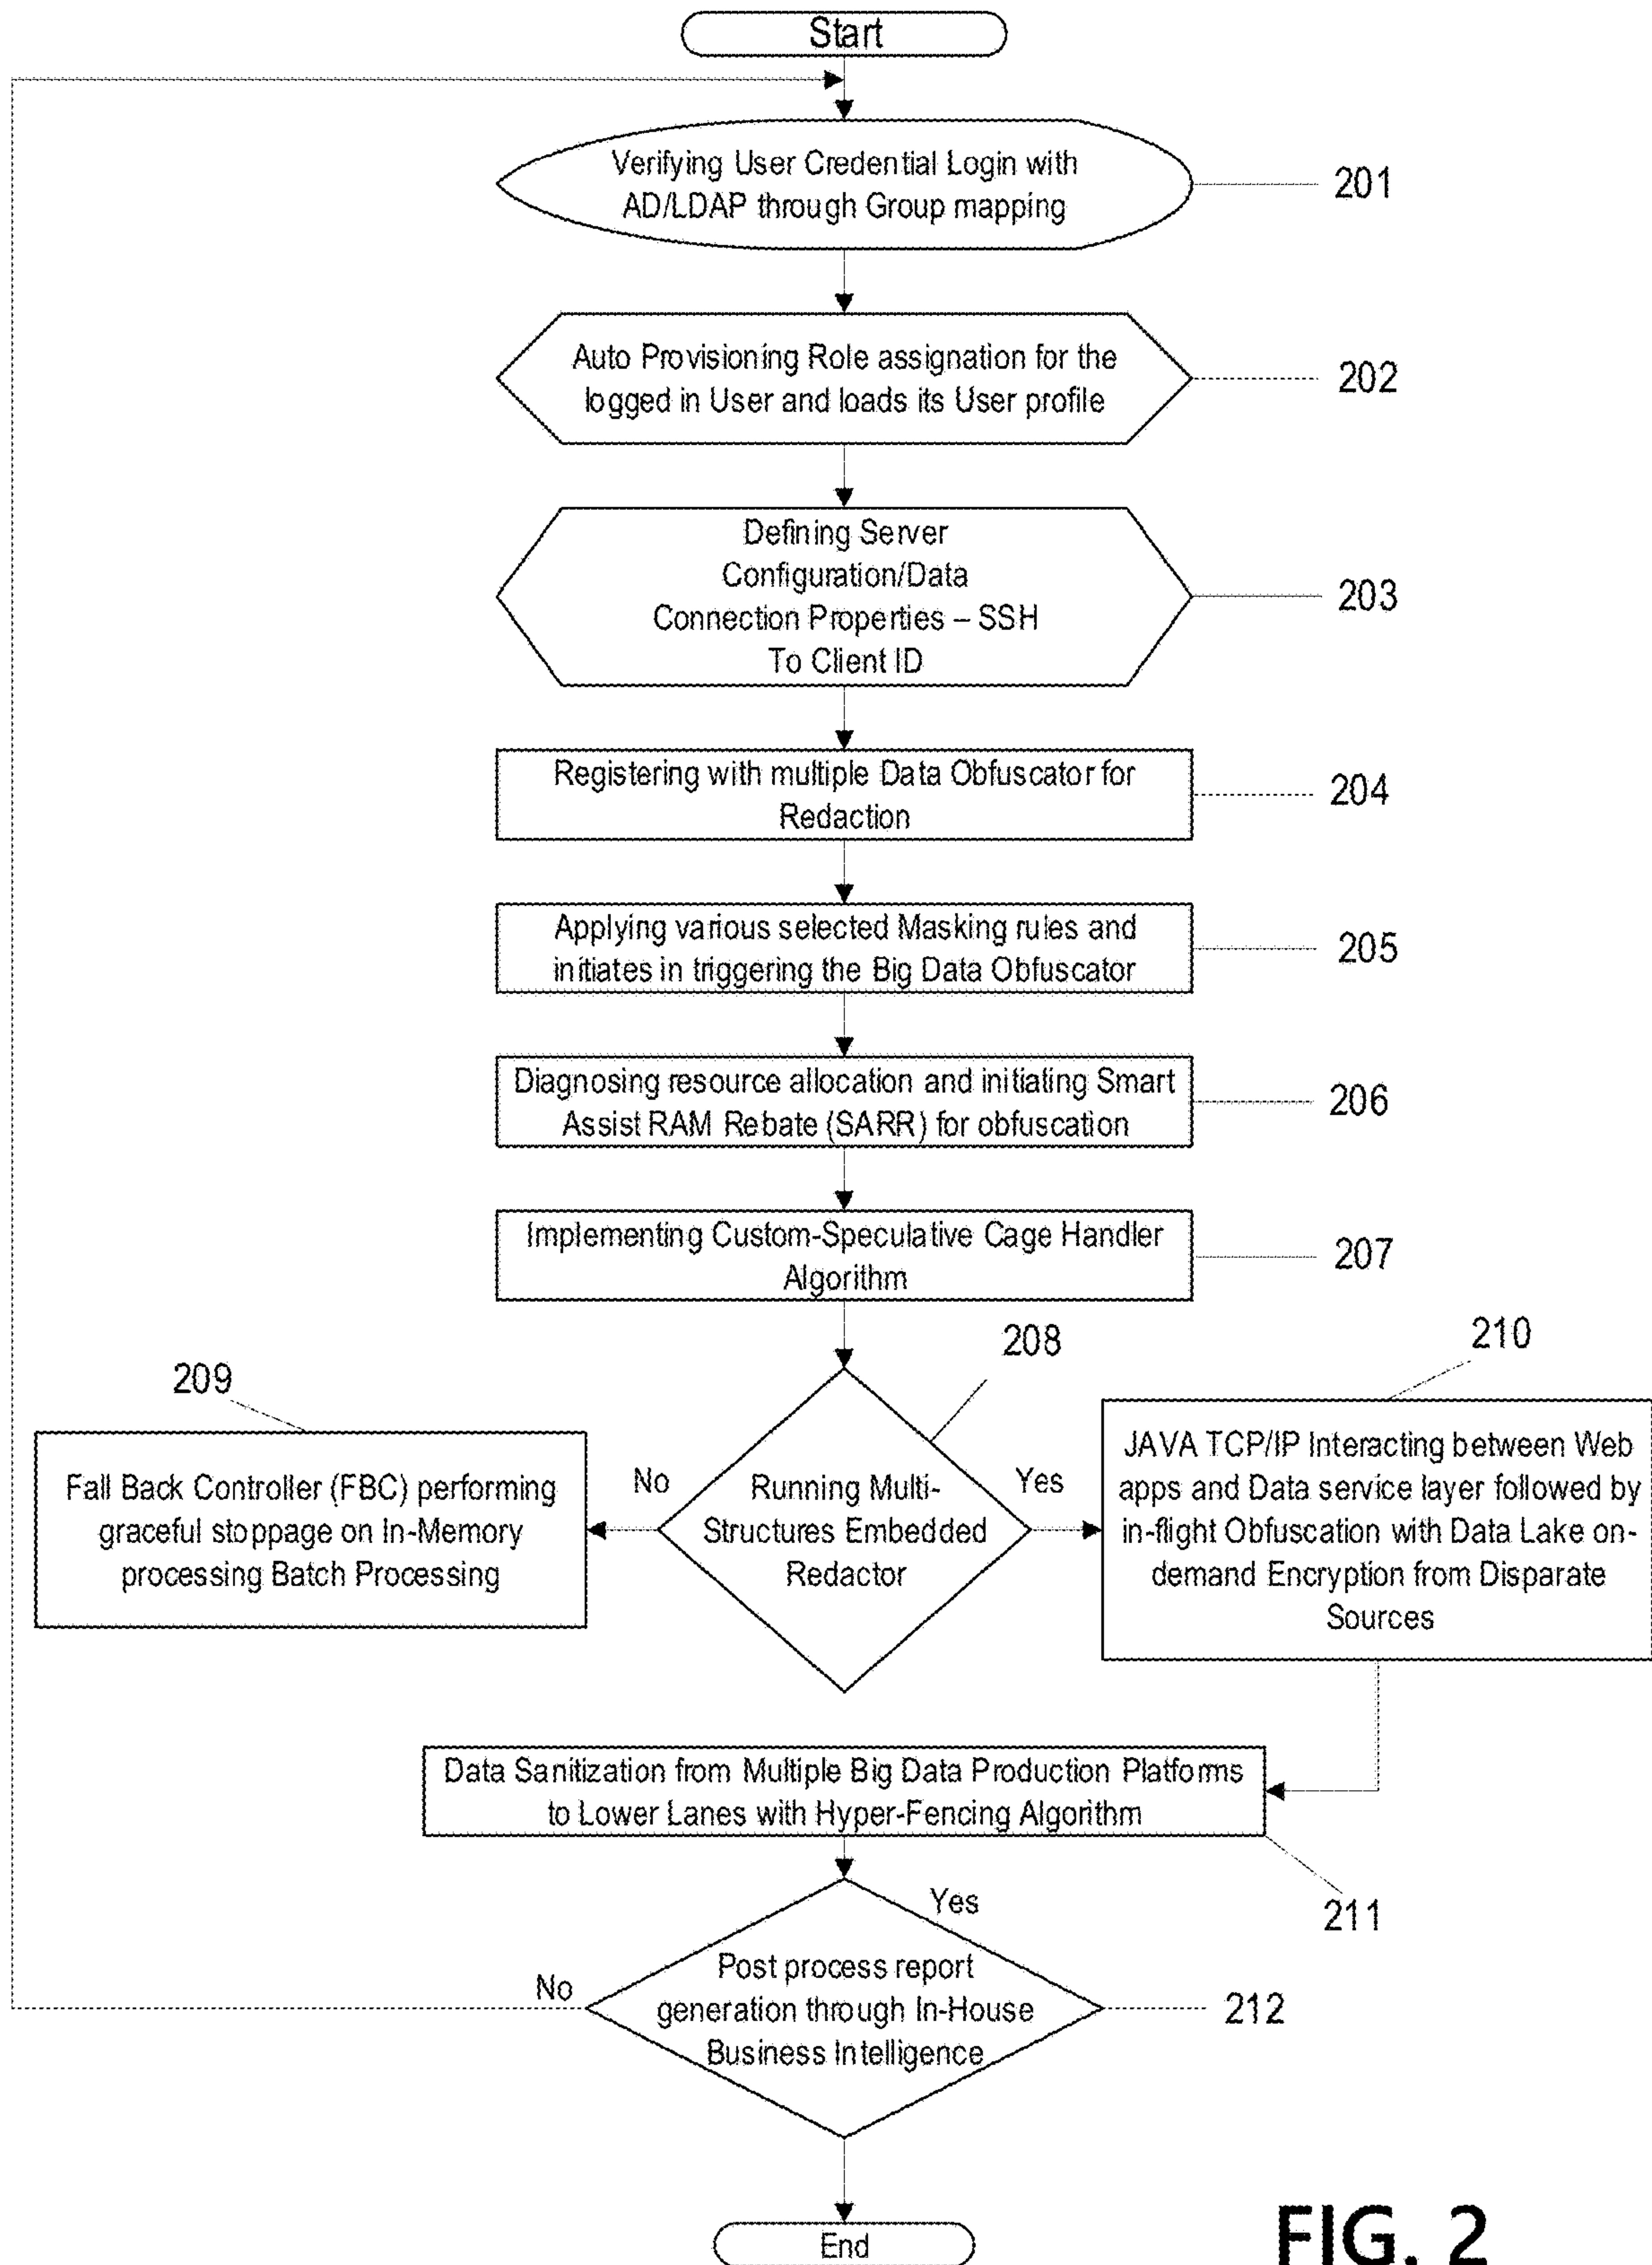 Start
Verifying User Credential Login with
AD/LDAP through Group mapping
201
Auto Provisioning Role assignation for the
logged in User and loads its User profile
202
Defining Server
Configuration/Data
Connection Properties – SSH
To Client ID
203
Registering with multiple Data Obfuscator for
Redaction
204
Applying various selected Masking rules and
initiates in triggering the Big Data Obfuscator
205
Diagnosing resource allocation and initiating Smart
Assist RAM Rebate (SARR) for obfuscation
206
Implementing Custom-Speculative Cage Handler
Algorithm
207
208
210
209
Fall Back Controller (FBC) performing
graceful stoppage on In-Memory
processing Batch Processing
No
Running Multi-
Structures Embedded
Redactor
Yes
JAVA TCP/IP Interacting between Web
apps and Data service layer followed by
in-flight Obfuscation with Data Lake on-
demand Encryption from Disparate
Sources
Data Sanitization from Multiple Big Data Production Platforms
to Lower Lanes with Hyper-Fencing Algorithm
211
Yes
No
Post process report
generation through In-House
Business Intelligence
212
End
FIG. 2